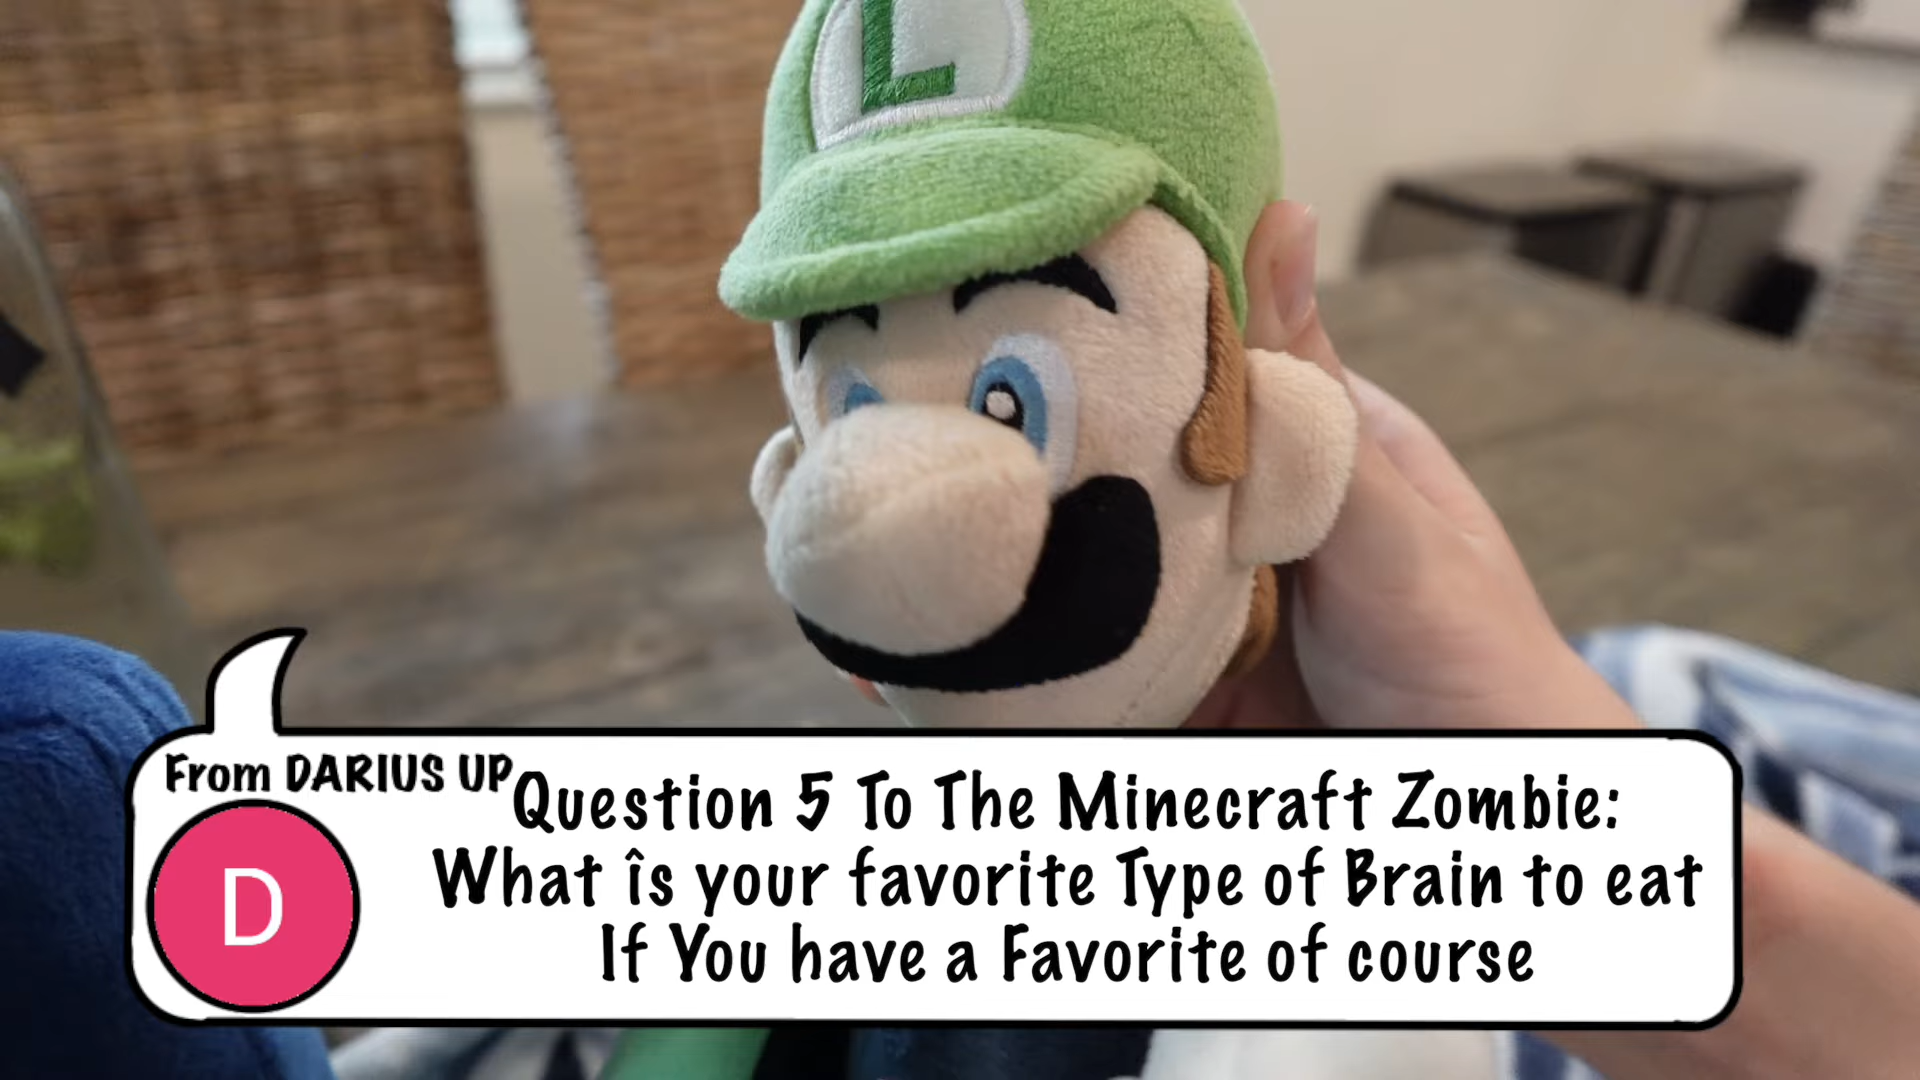 L
From DARIUS UP
D
Question 5 To The Minecraft Zombie:
What îs your favorite Type of Brain to eat
If You have a Favorite of course